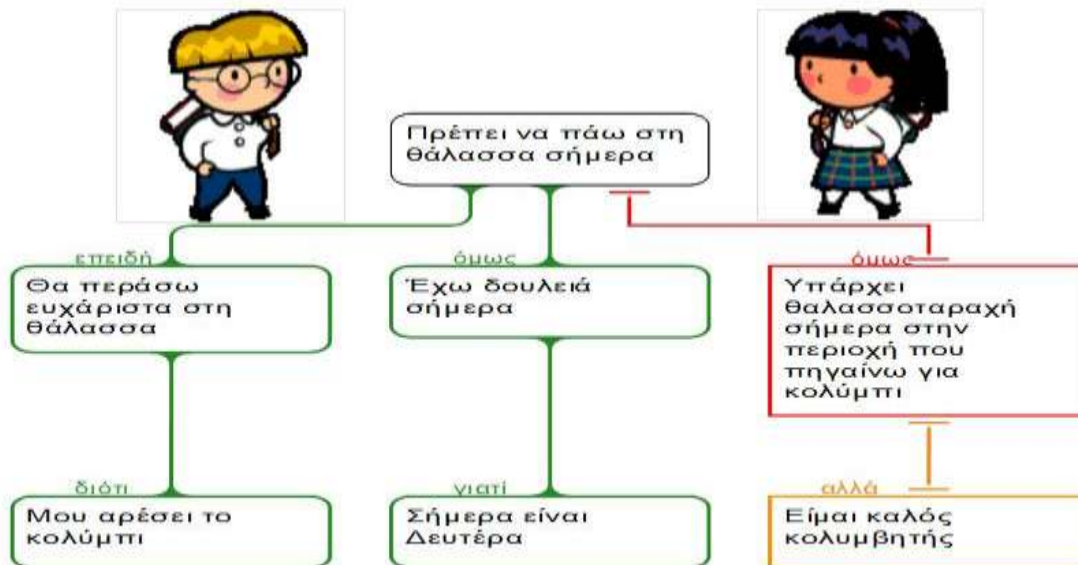 Πρέπει να πάω στη
θάλασσα σήμερα
επειδή
Θα περάσω
ευχάριστα στη
θάλασσα
όμως
Έχω δουλειά
σήμερα
όμως
Υπάρχει
θαλασσοταραχή
σήμερα στην
περιοχή που
πηγαίνω για
κολύμπι
διότι
Μου αρέσει το
κολύμπι
γιατί
Σήμερα είναι
Δευτέρα
αλλά
Είμαι καλός
κολυμβητής